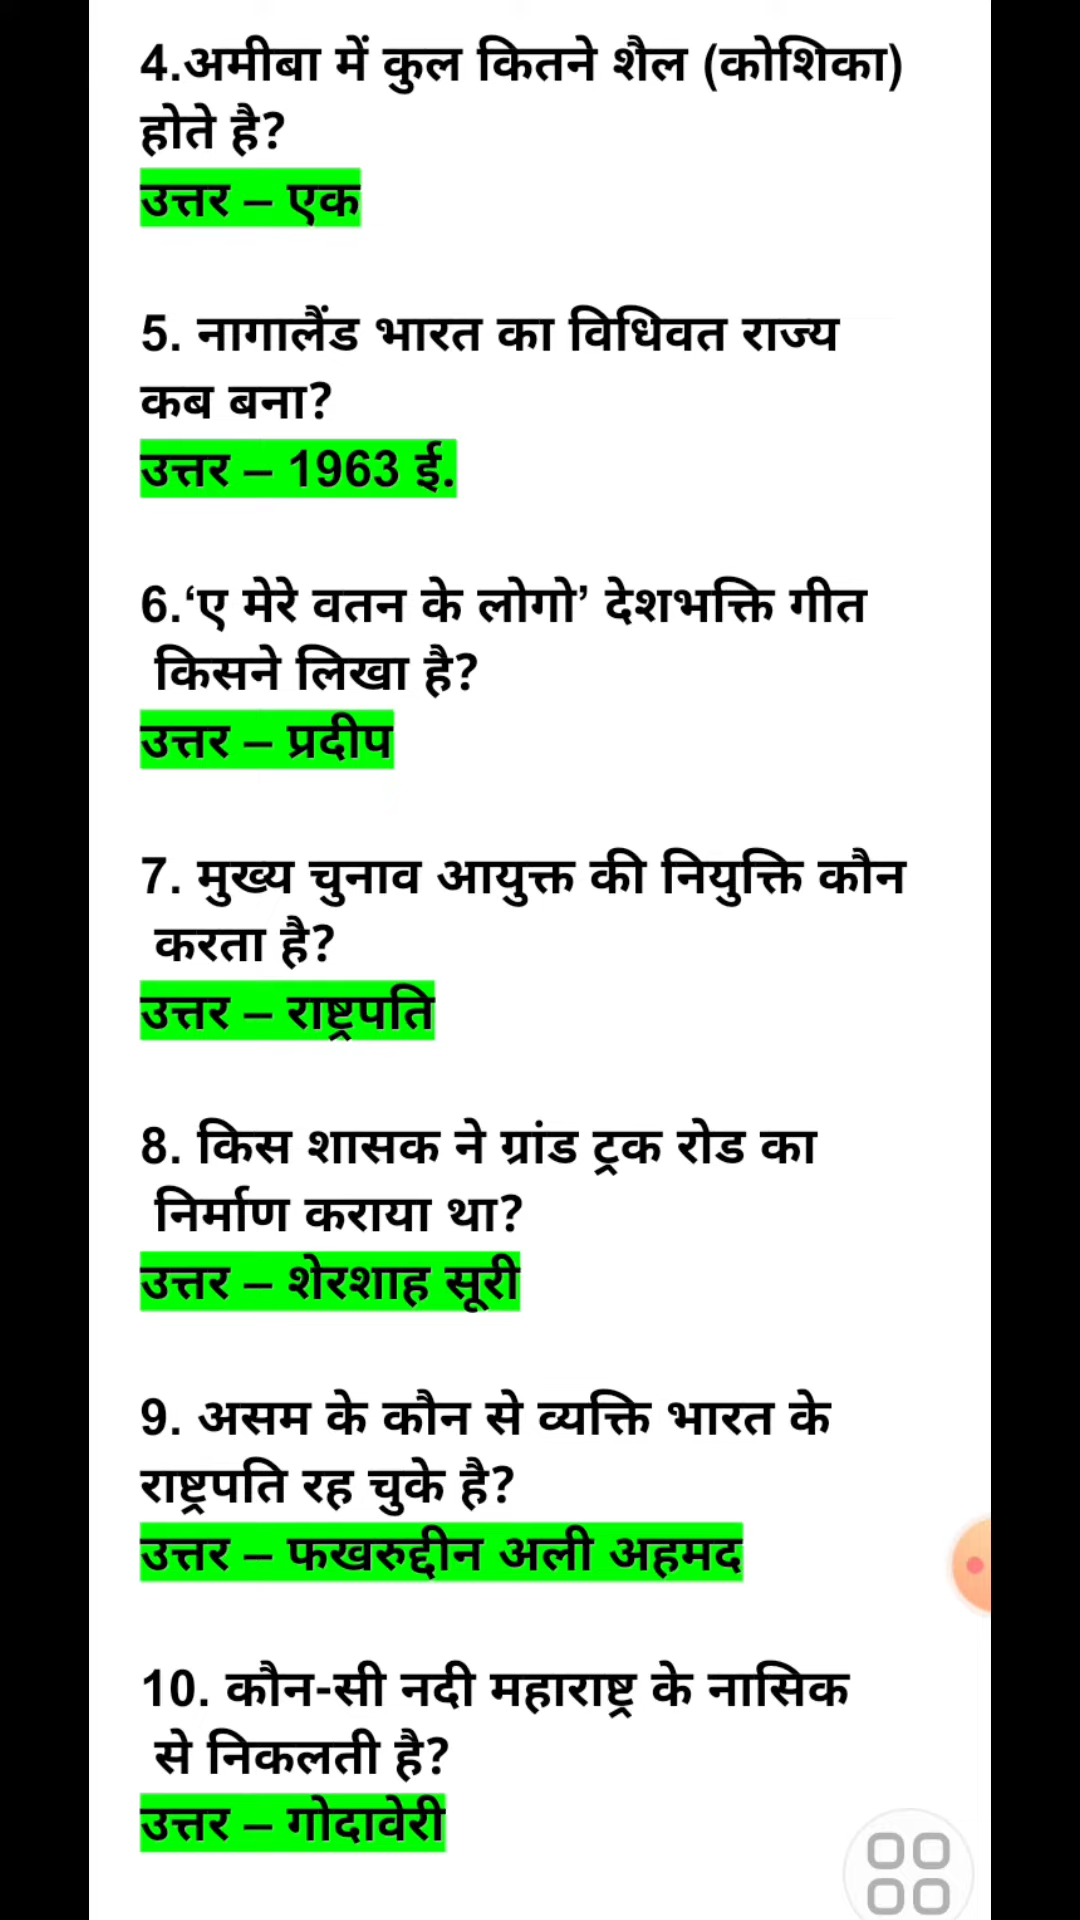 4.अमीबा में कुल कितने शैल (कोशिका)
होते है?
उत्तर – एक
5. नागालैंड भारत का विधिवत राज्य
कब बना?
उत्तर – 1963 ई.
6.‘ए मेरे वतन के लोगो’ देशभक्ति गीत
किसने लिखा है?
उत्तर – प्रदीप
7. मुख्य चुनाव आयुक्त की नियुक्ति कौन
करता है?
उत्तर – राष्ट्रपति
8. किस शासक ने ग्रांड ट्रक रोड का
निर्माण कराया था?
उत्तर – शेरशाह सूरी
9. असम के कौन से व्यक्ति भारत के
राष्ट्रपति रह चुके है?
उत्तर – फखरुद्दीन अली अहमद
10. कौन-सी नदी महाराष्ट्र के नासिक
से निकलती है?
उत्तर – गोदावेरी